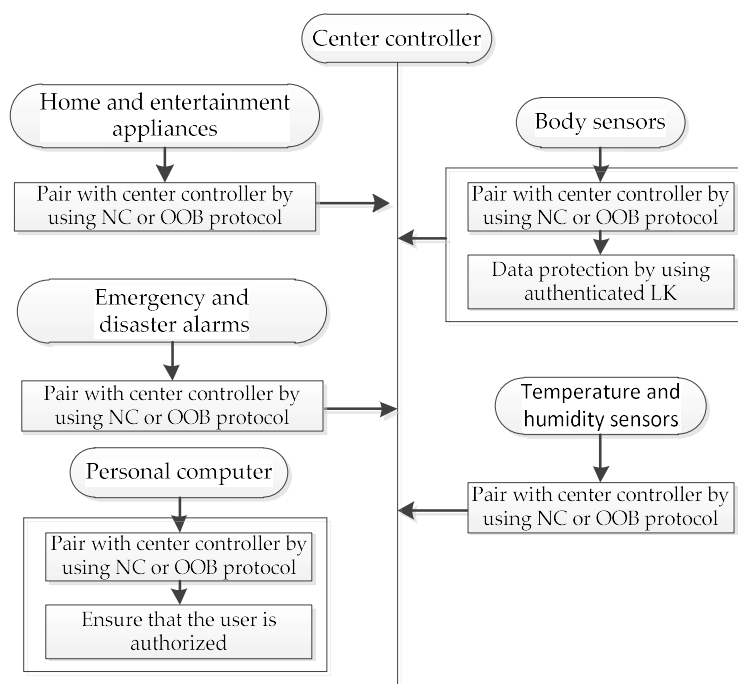 Center controller
Home and entertainment
appliances
Pair with center controller by
using NC or OOB protocol
Body sensors
Pair with center controller by
using NC or OOB protocol
Data protection by using
authenticated LK
Emergency and
disaster alarms
Pair with center controller by
using NC or OOB protocol
Temperature and
humidity sensors
Pair with center controller by
using NC or OOB protocol
Personal computer
Pair with center controller by
using NC or OOB protocol
Ensure that the user is
authorized